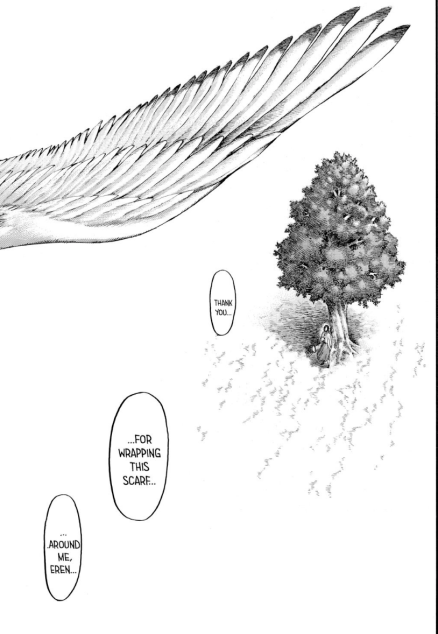 THANK
YOU...
...FOR
WRAPPING
THIS
SCARF...
...
AROUND
ME,
EREN...